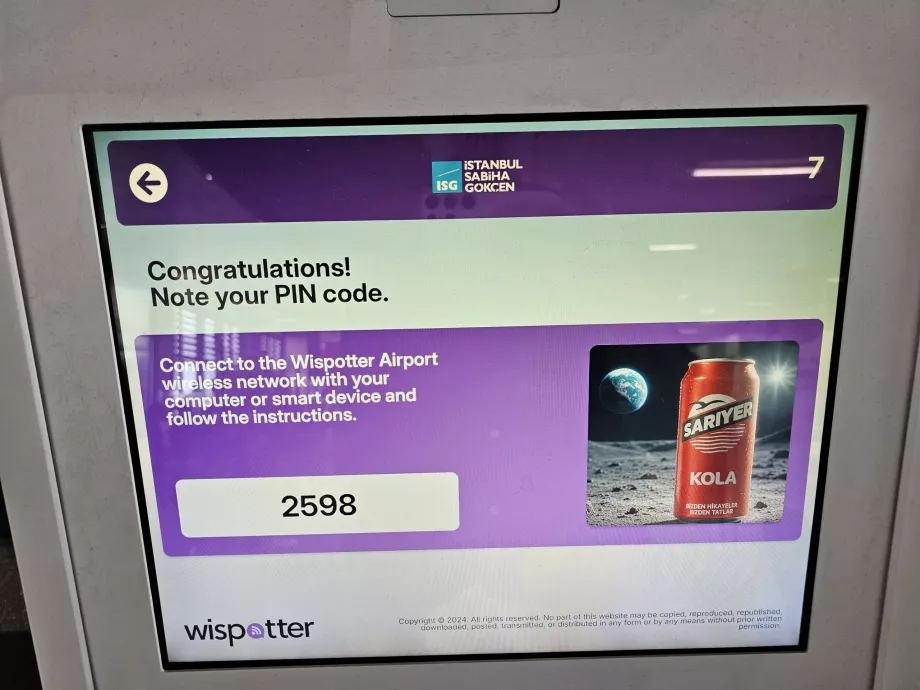 ISG
İSTANBUL
SABİHA
GÖKÇEN
7
Congratulations!
Note your PIN code.
Connect to the Wispotter Airport
wireless network with your
computer or smart device and
follow the instructions.
2598
SARIYER
KOLA
BİZDEN HİKAYELER
BİZDEN TATLAR
wispotter
Copyright © 2024. All rights reserved. No part of this website may be copied, reproduced, republished,
downloaded, posted, transmitted, or distributed in any form or by any means without prior written
permission.